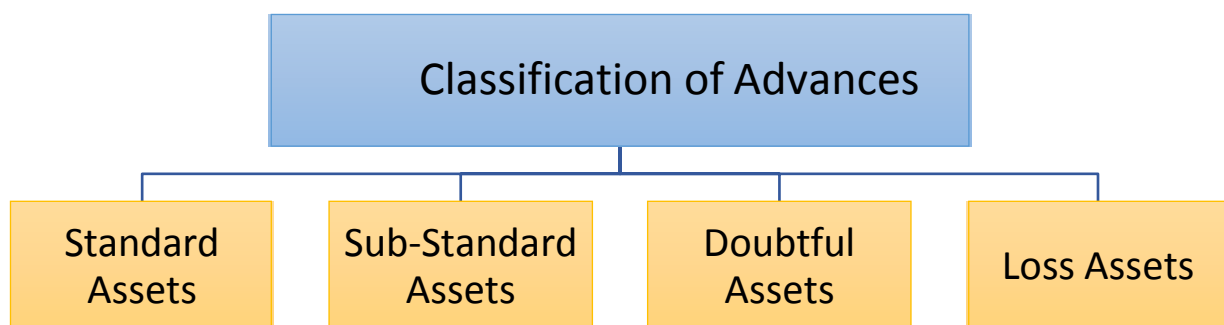 Classification of Advances
Standard
Assets
Sub-Standard
Assets
Doubtful
Assets
Loss Assets